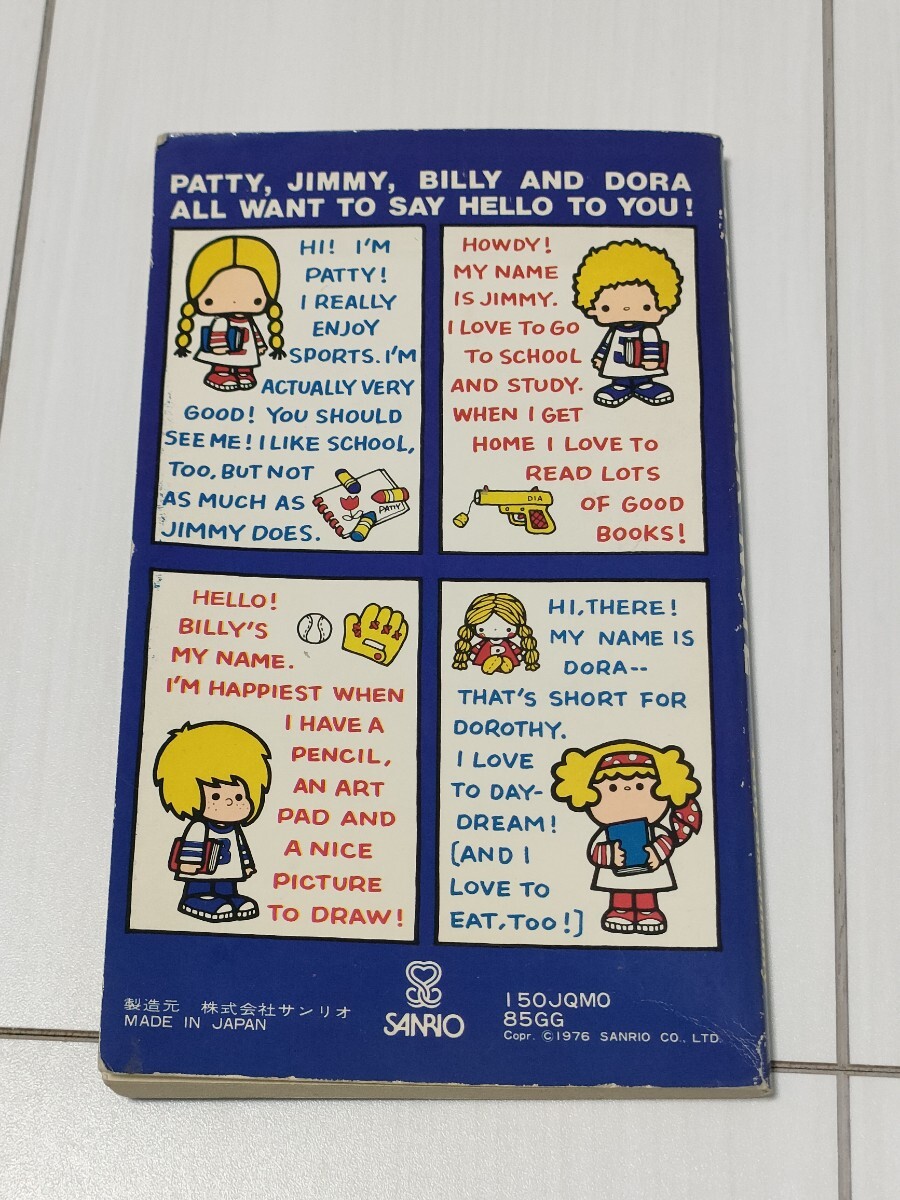 PATTY, JIMMY, BILLY AND DORA
ALL WANT TO SAY HELLO TO YOU!
HI! I'M
PATTY!
I REALLY
ENJOY
SPORTS. I'M
ACTUALLY VERY
GOOD! YOU SHOULD
SEE ME! I LIKE SCHOOL,
TOO, BUT NOT
AS MUCH AS
JIMMY DOES.
PATTY
HOWDY!
MY NAME
IS JIMMY.
I LOVE TO GO
TO SCHOOL
AND STUDY.
WHEN I GET
HOME I LOVE TO
READ LOTS
OF GOOD
BOOKS!
J
DIA
HELLO!
BILLY'S
MY NAME.
I'M HAPPIEST WHEN
I HAVE A
PENCIL,
AN ART
PAD AND
A NICE
PICTURE
TO DRAW!
B
HI, THERE!
MY NAME IS
DORA--
THAT'S SHORT FOR
DOROTHY.
I LOVE
TO DAY-
DREAM!
[AND I
LOVE TO
EAT, TOO!]
製造元 株式会社サンリオ
MADE IN JAPAN
SANRIO
150JQMO
85GG
Copr. ©1976 SANRIO CO., LTD.